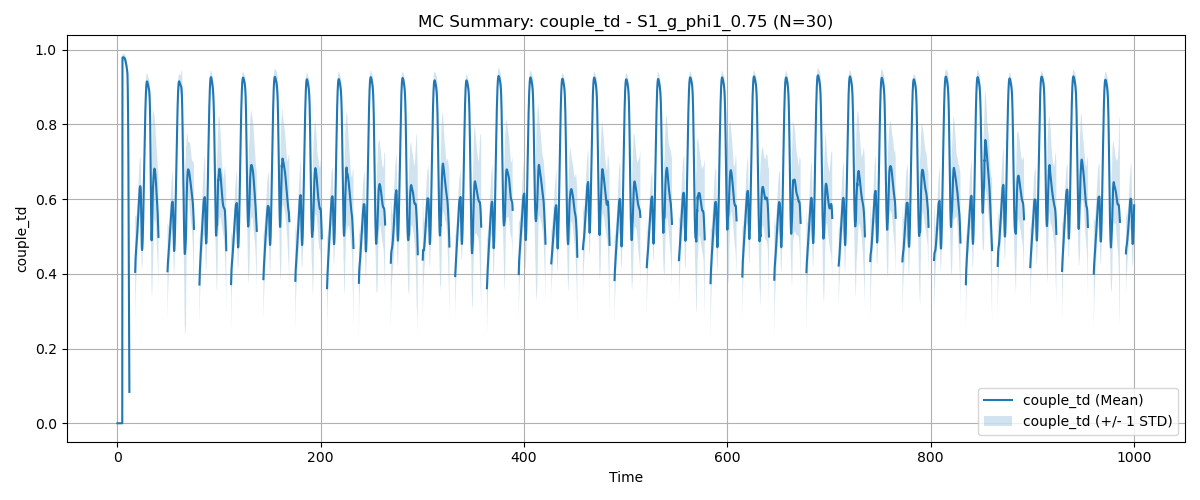 MC Summary: couple_td - S1_g_phi1_0.75 (N=30)
1.0
0.8
0.6
0.4
0.2
0.0
couple_td
0
200
400
600
800
1000
Time
couple_td (Mean)
couple_td (+/- 1 STD)